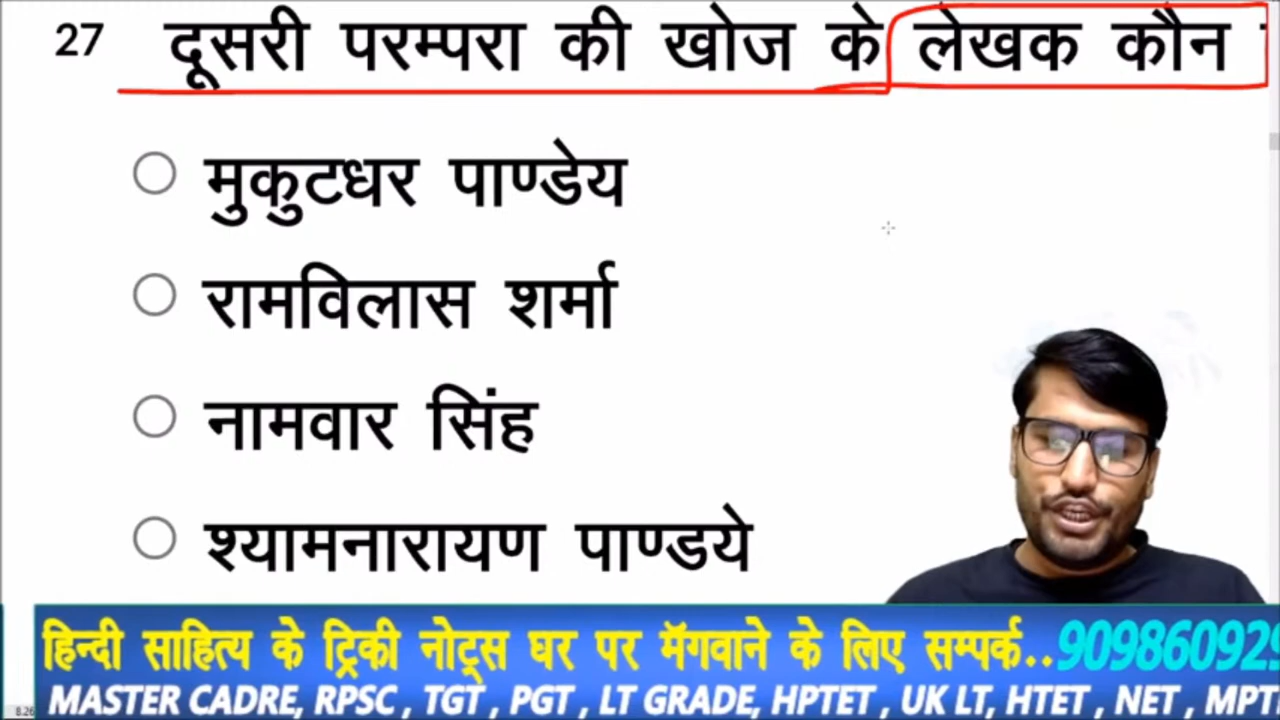 27 दूसरी परम्परा की खोज के लेखक कौन
मुकुटधर पाण्डेय
रामविलास शर्मा
नामवार सिंह
श्यामनारायण पाण्डये
हिन्दी साहित्य के ट्रिकी नोट्स घर पर मॅगवाने के लिए सम्पर्क..909860929
MASTER CADRE, RPSC , TGT , PGT , LT GRADE, HPTET , UK LT, HTET , NET , MPT